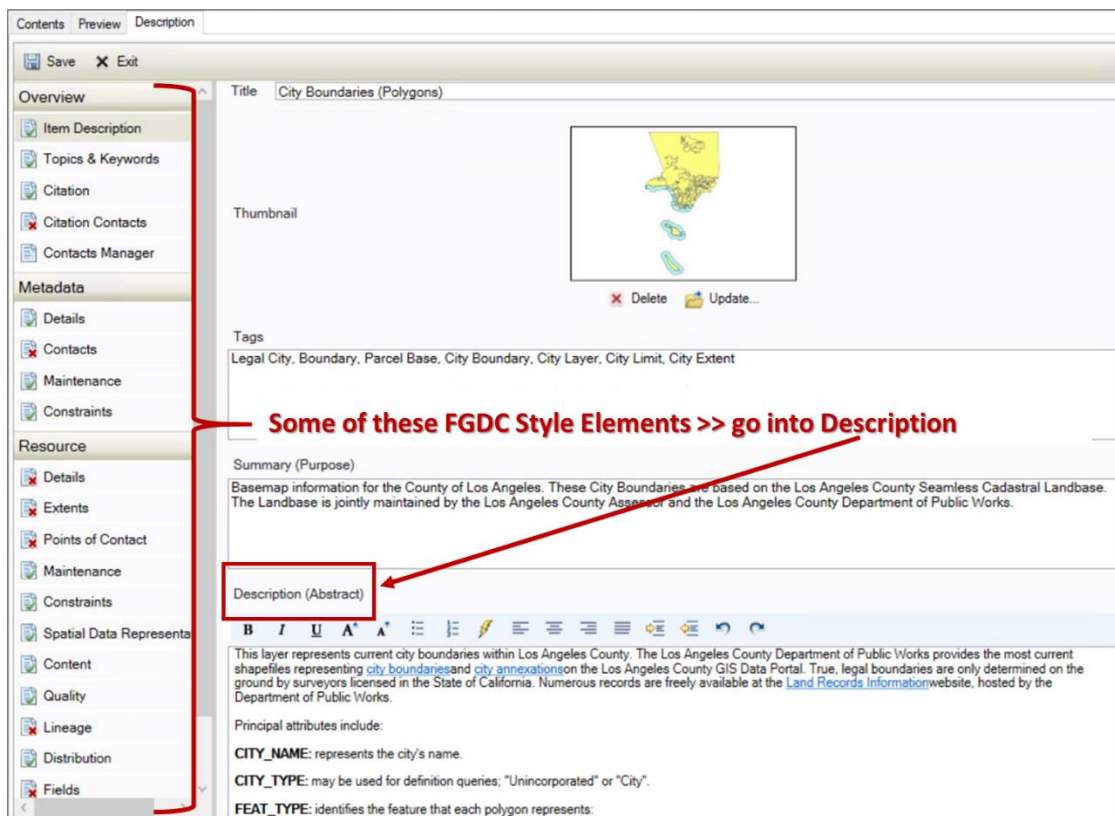 Contents Preview Description
Save Exit
Overview
Item Description
Topics & Keywords
Citation
Citation Contacts
Contacts Manager
Metadata
Details
Contacts
Maintenance
Constraints
Resource
Details
Extents
Points of Contact
Maintenance
Constraints
Spatial Data Representa
Content
Quality
Lineage
Distribution
Fields
Title City Boundaries (Polygons)
Thumbnail
Delete Update...
Tags
Legal City, Boundary, Parcel Base, City Boundary, City Layer, City Limit, City Extent
Some of these FGDC Style Elements >> go into Description
Summary (Purpose)
Basemap information for the County of Los Angeles. These City Boundaries are based on the Los Angeles County Seamless Cadastral Landbase.
The Landbase is jointly maintained by the Los Angeles County Assessor and the Los Angeles County Department of Public Works.
Description (Abstract)
B I U A A
This layer represents current city boundaries within Los Angeles County. The Los Angeles County Department of Public Works provides the most current
shapefiles representing city boundariesand city annexationson the Los Angeles County GIS Data Portal. True, legal boundaries are only determined on the
ground by surveyors licensed in the State of California. Numerous records are freely available at the Land Records Informationwebsite, hosted by the
Department of Public Works.
Principal attributes include:
CITY_NAME: represents the city's name.
CITY_TYPE: may be used for definition queries; "Unincorporated" or "City".
FEAT_TYPE: identifies the feature that each polygon represents: